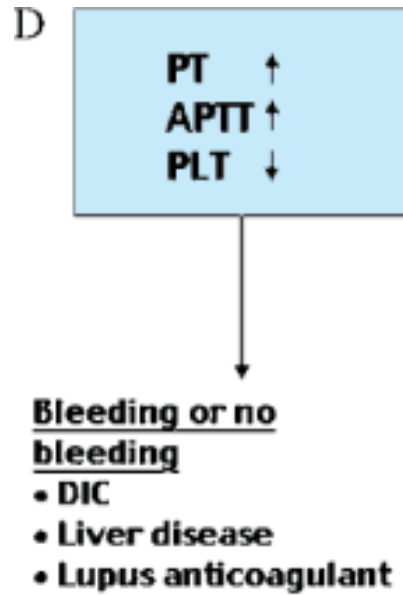 D
PT ↑
APTT ↑
PLT ↓
Bleeding or no
bleeding
• DIC
• Liver disease
• Lupus anticoagulant